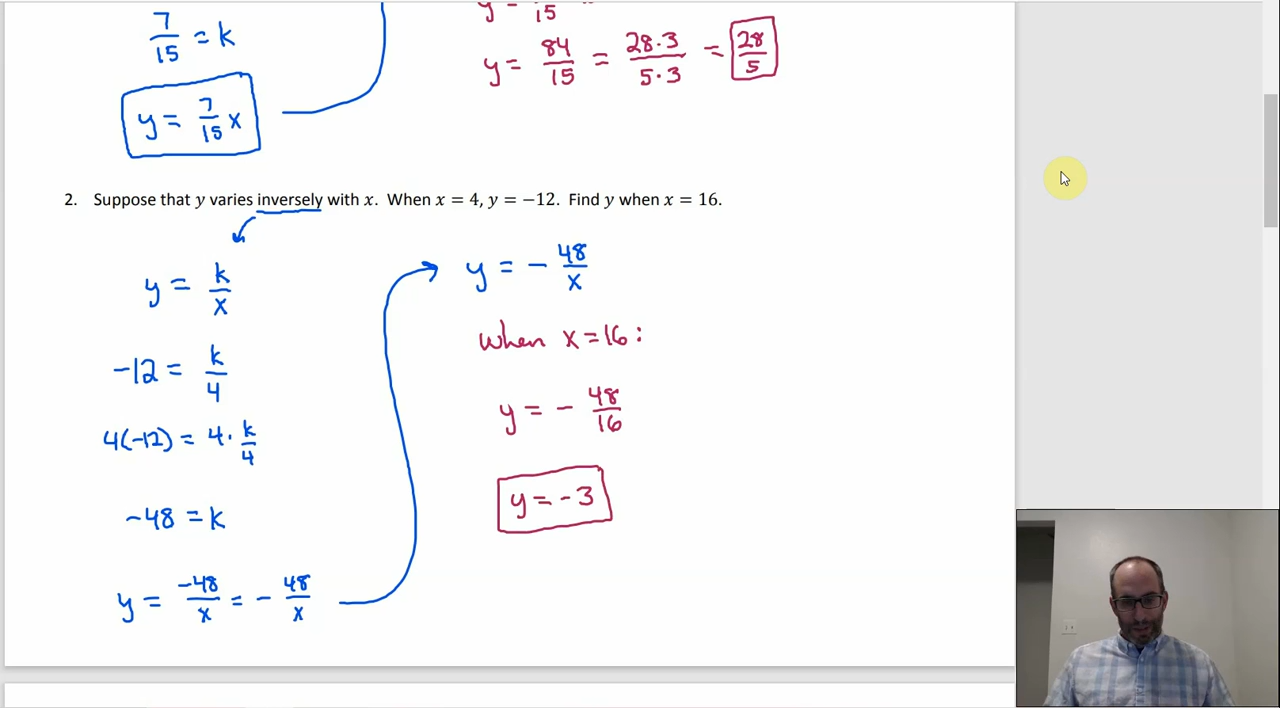 7/15 = k
y = 7/15 x
15
y = 84/15 = 28·3/5·3 = 28/5
2. Suppose that y varies inversely with x. When x = 4, y = −12. Find y when x = 16.
y = k/x
-12 = k/4
4(-12) = 4 · k/4
-48 = k
y = -48/x = - 48/x
y = - 48/x
When x = 16:
y = - 48/16
y = -3